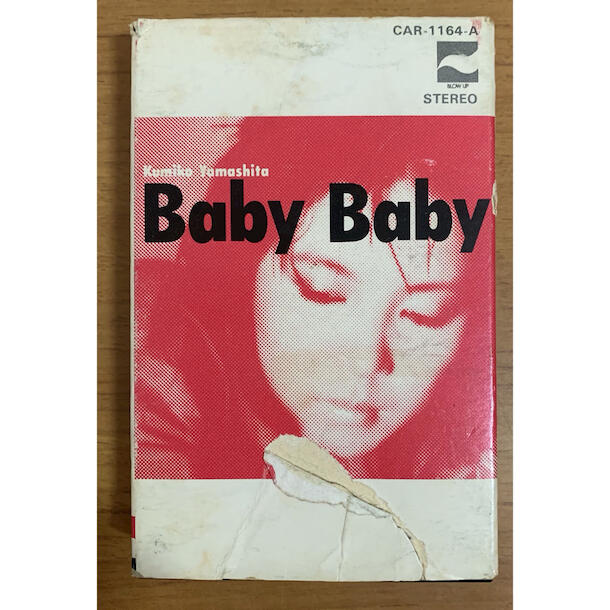 CAR-1164-A
BLOW UP
STEREO
Kumiko Yamashita
Baby Baby